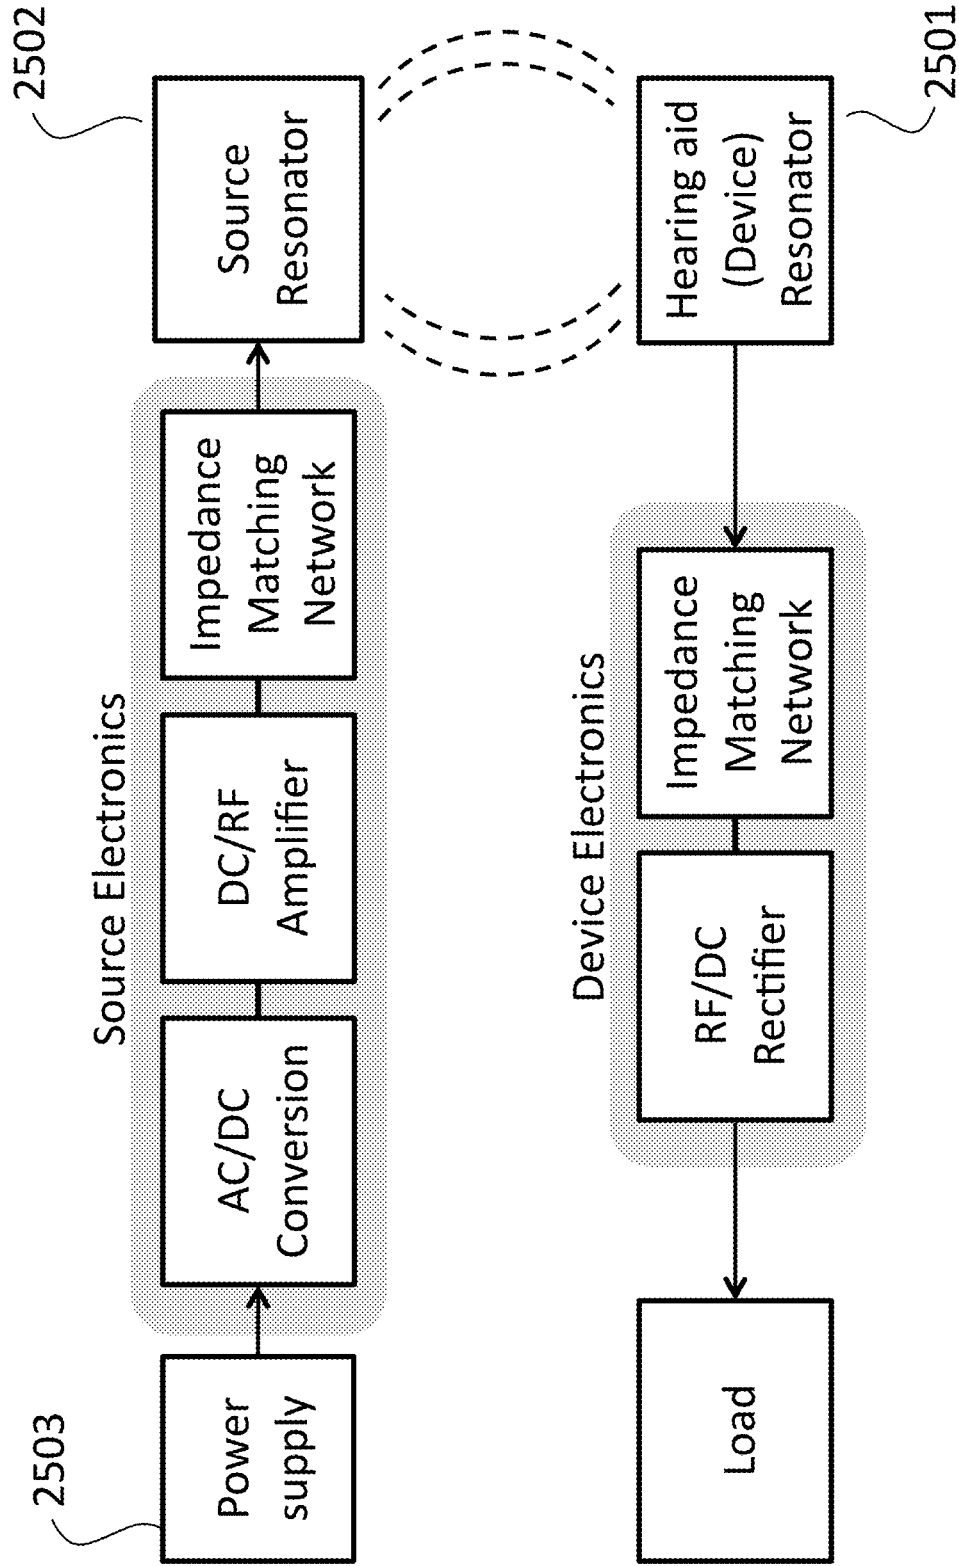 2503
2502
Source Electronics
Power
supply
AC/DC
Conversion
DC/RF
Amplifier
Impedance
Matching
Network
Source
Resonator
Device Electronics
Load
RF/DC
Rectifier
Impedance
Matching
Network
Hearing aid
(Device)
Resonator
2501